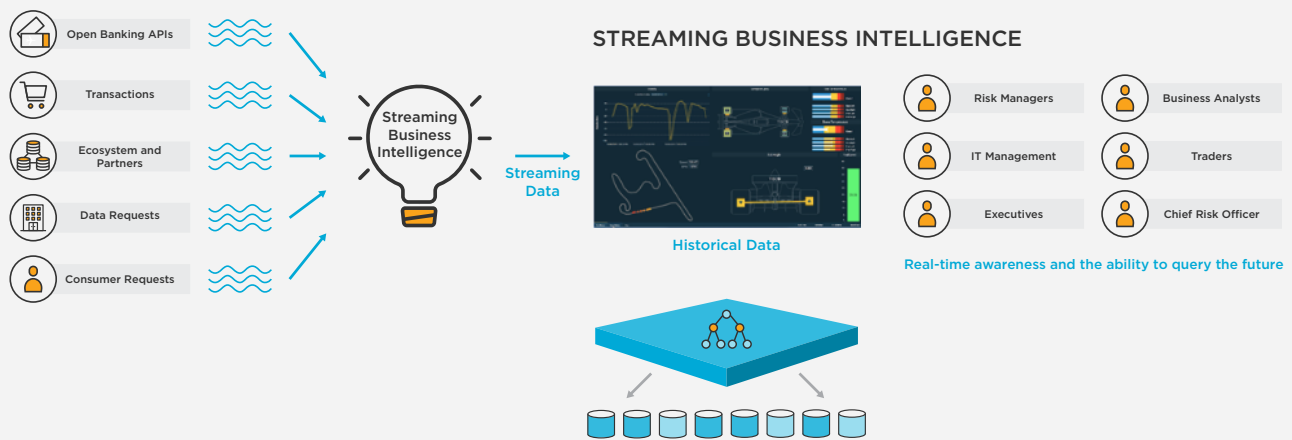 Open Banking APIs
Transactions
Ecosystem and
Partners
Data Requests
Consumer Requests
Streaming
Business
Intelligence
Streaming
Data
STREAMING BUSINESS INTELLIGENCE
Historical Data
Risk Managers
Business Analysts
IT Management
Traders
Executives
Chief Risk Officer
Real-time awareness and the ability to query the future